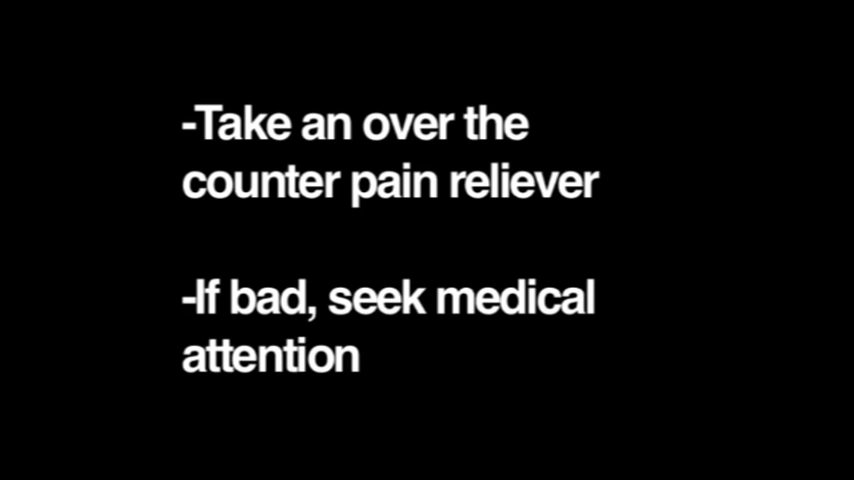 -Take an over the
counter pain reliever
-If bad, seek medical
attention